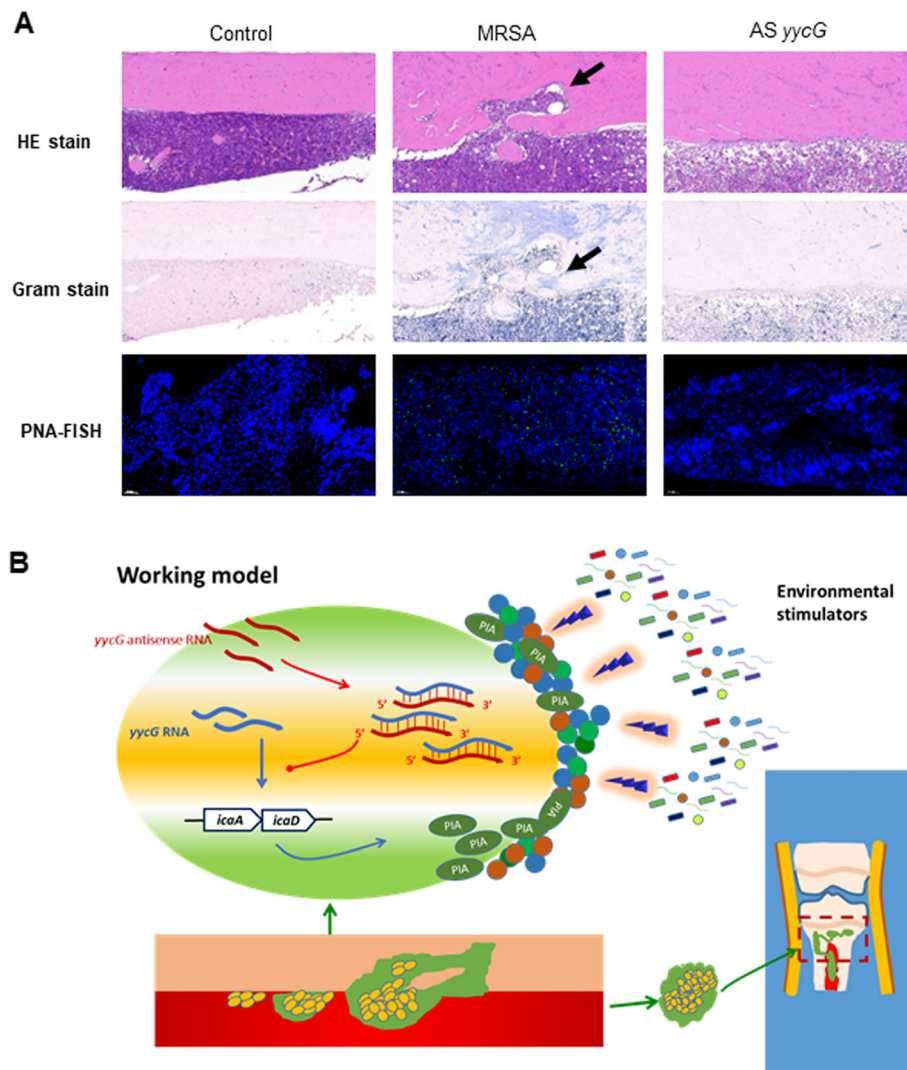 A
Control
MRSA
AS yycG
HE stain
Gram stain
PNA-FISH
B
Working model
Environmental
stimulators
yycG antisense RNA
PIA
PIA
PIA
5’ 3’
5’ 3’
5’ 3’
yycG RNA
icaA icaD
PIA
PIA
PIA
PIA
PIA